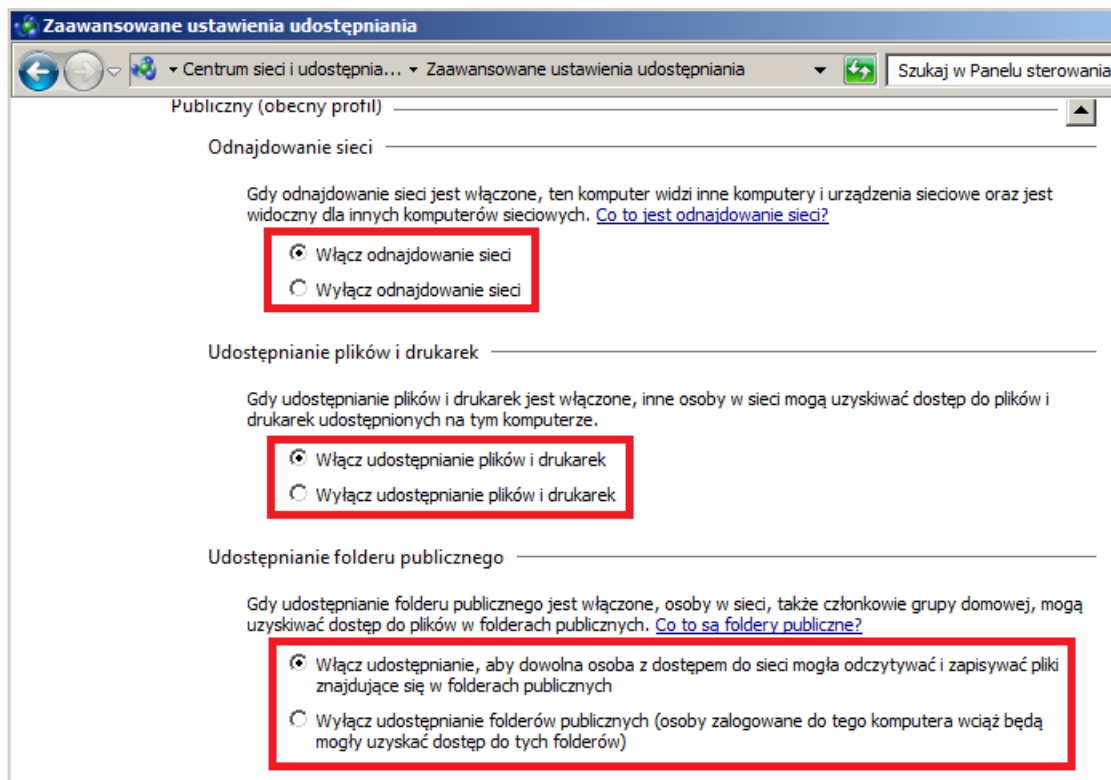 Zaawansowane ustawienia udostępniania
Centrum sieci i udostępnia... Zaawansowane ustawienia udostępniania Szukaj w Panelu sterowania
Publiczny (obecny profil)
Odnajdowanie sieci
Gdy odnajdowanie sieci jest włączone, ten komputer widzi inne komputery i urządzenia sieciowe oraz jest
widoczny dla innych komputerów sieciowych. Co to jest odnajdowanie sieci?
Włącz odnajdowanie sieci
Wyłącz odnajdowanie sieci
Udostępnianie plików i drukarek
Gdy udostępnianie plików i drukarek jest włączone, inne osoby w sieci mogą uzyskiwać dostęp do plików i
drukarek udostępnionych na tym komputerze.
Włącz udostępnianie plików i drukarek
Wyłącz udostępnianie plików i drukarek
Udostępnianie folderu publicznego
Gdy udostępnianie folderu publicznego jest włączone, osoby w sieci, także członkowie grupy domowej, mogą
uzyskiwać dostęp do plików w folderach publicznych. Co to są foldery publiczne?
Włącz udostępnianie, aby dowolna osoba z dostępem do sieci mogła odczytywać i zapisywać pliki
znajdujące się w folderach publicznych
Wyłącz udostępnianie folderów publicznych (osoby zalogowane do tego komputera wciąż będą
mogły uzyskać dostęp do tych folderów)